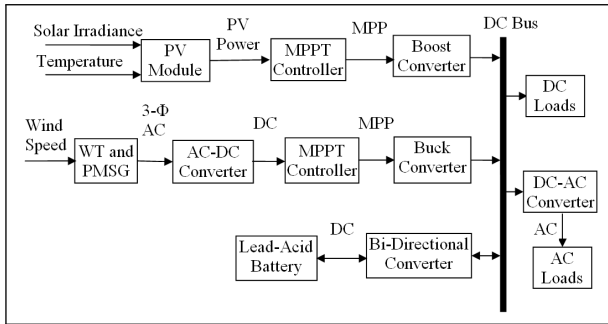 Solar Irradiance
Temperature
PV
Module
PV
Power
MPPT
Controller
MPP
Boost
Converter
DC Bus
DC
Loads
Wind
Speed
WT and
PMSG
3-Φ
AC
AC-DC
Converter
DC
MPPT
Controller
MPP
Buck
Converter
DC-AC
Converter
AC
AC
Loads
Lead-Acid
Battery
DC
Bi-Directional
Converter